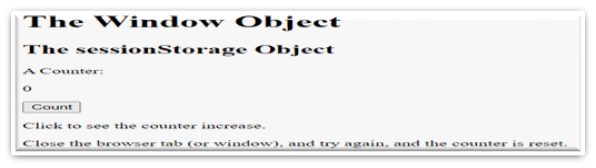 The Window Object
The sessionStorage Object
A Counter:
0
Count
Click to see the counter increase.
Close the browser tab (or window), and try again, and the counter is reset.